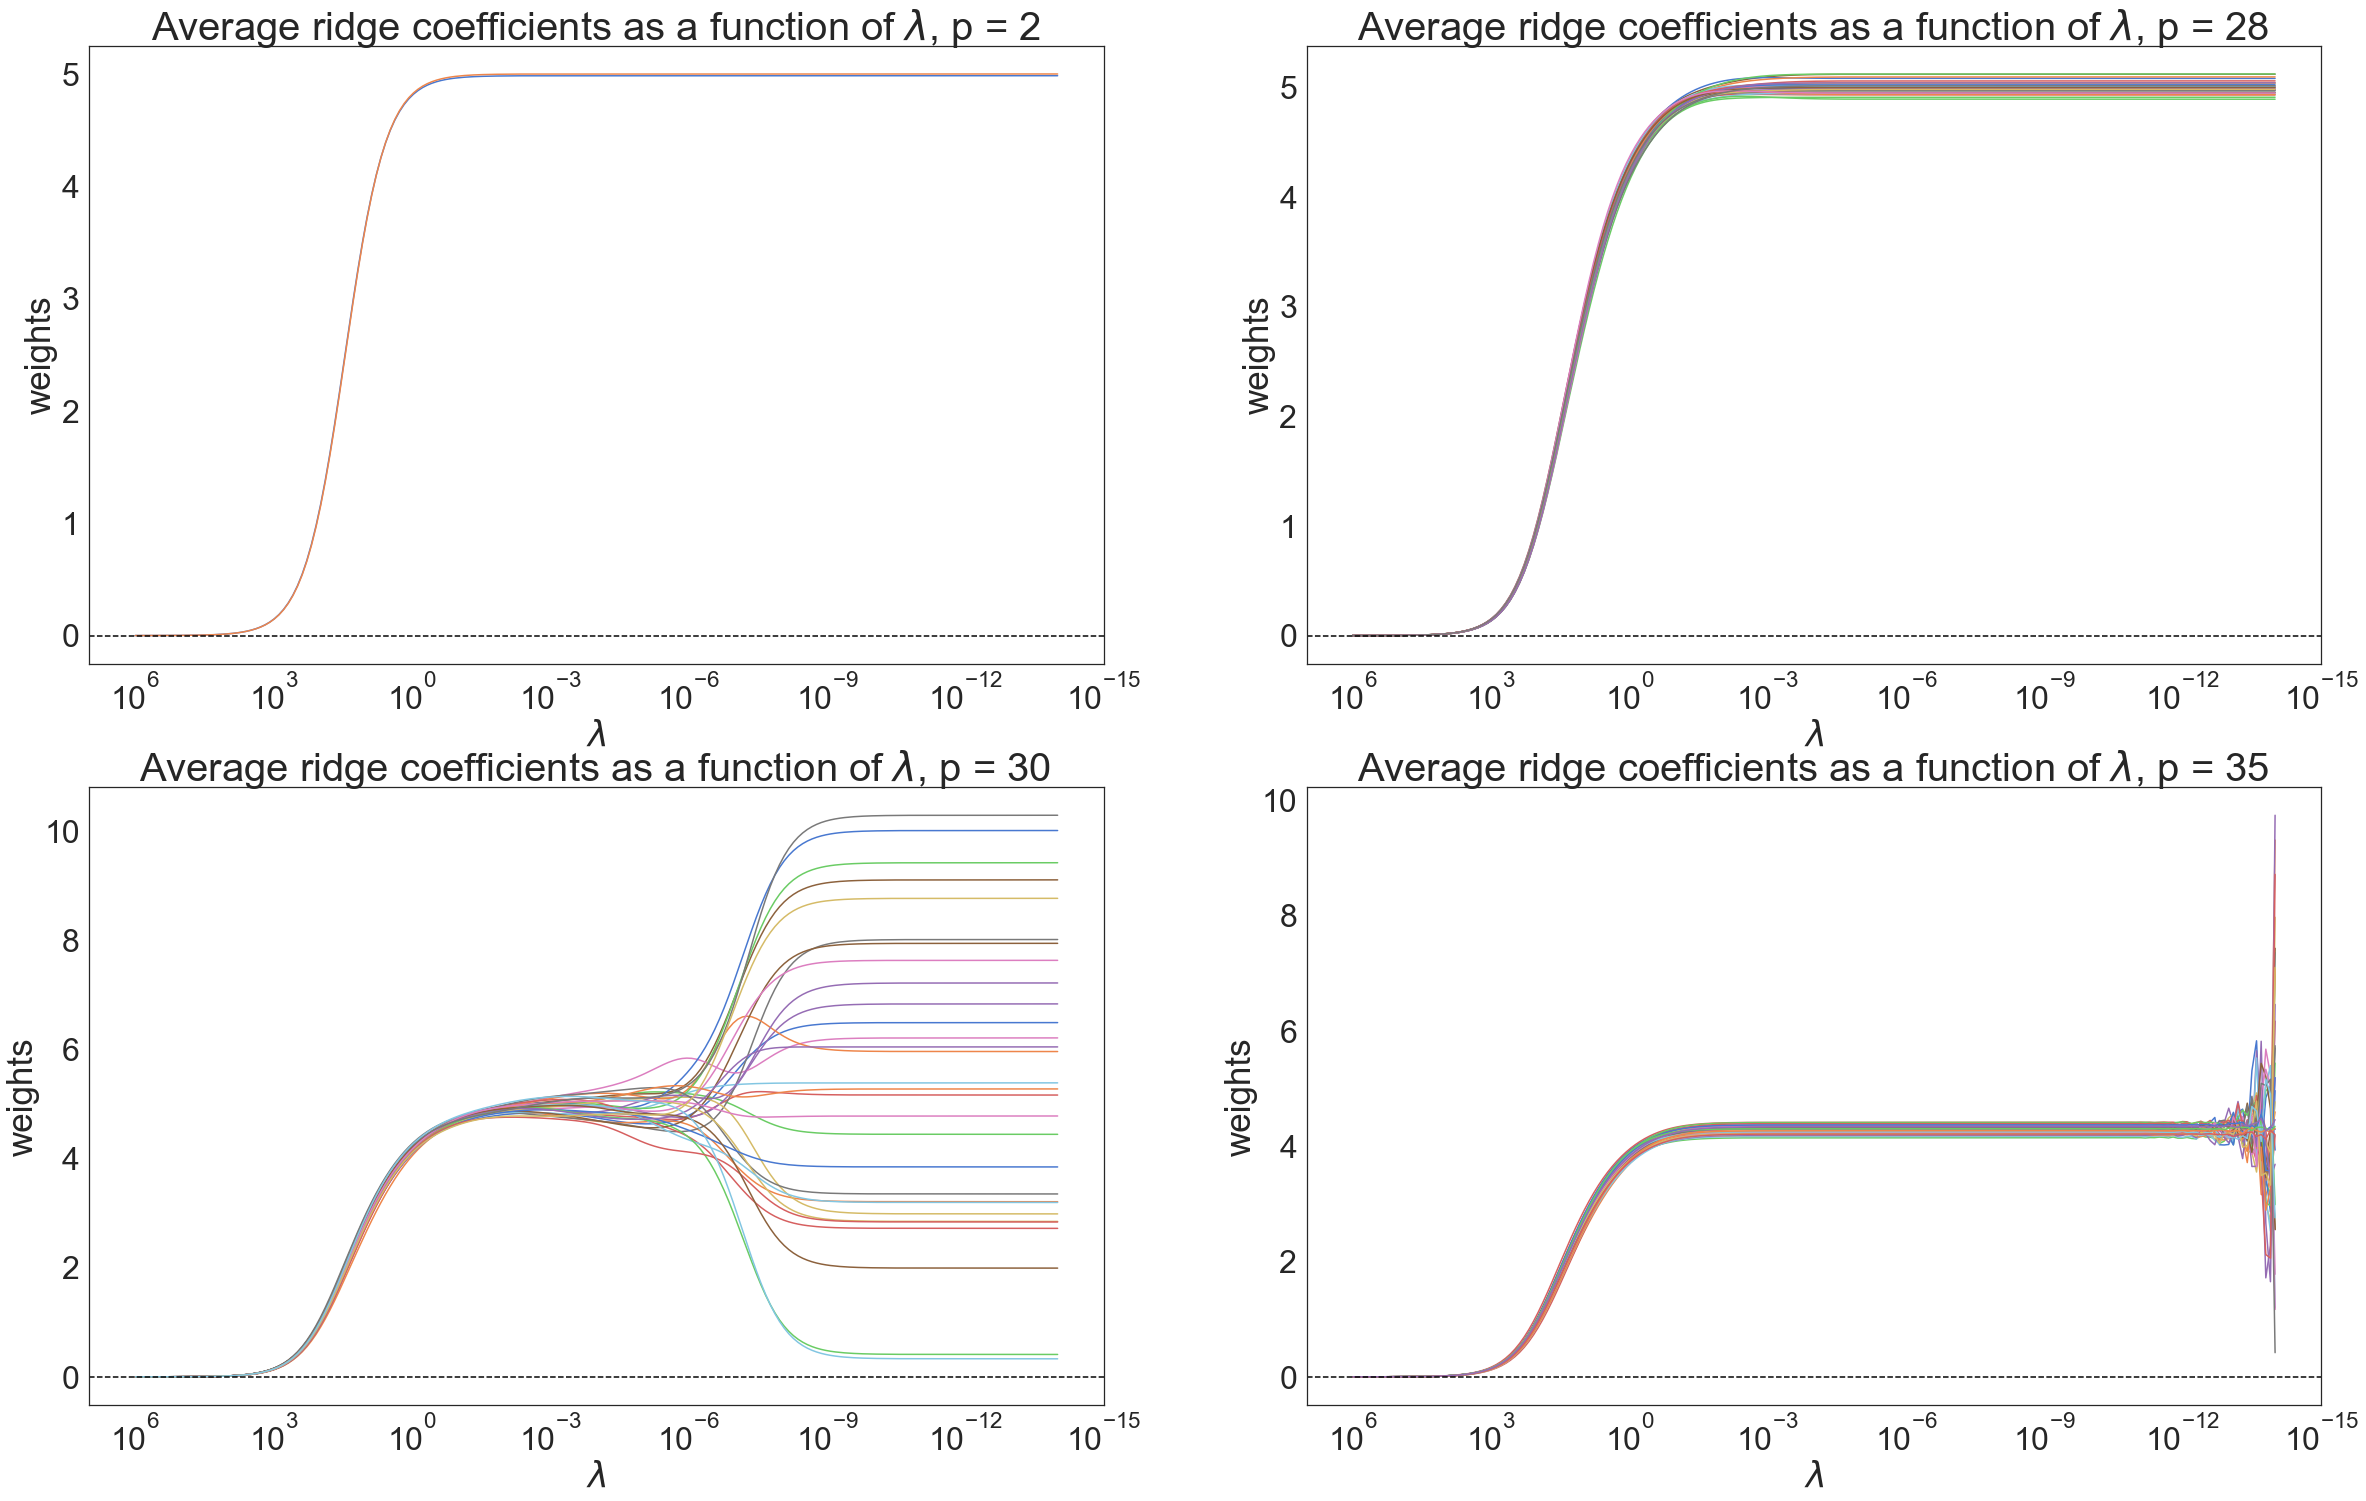 Average ridge coefficients as a function of λ, p = 2
5
4
3
2
1
0
weights
10^6 10^3 10^0 10^−3 10^−6 10^−9 10^−12 10^−15
λ
Average ridge coefficients as a function of λ, p = 28
5
4
3
2
1
0
weights
10^6 10^3 10^0 10^−3 10^−6 10^−9 10^−12 10^−15
λ
Average ridge coefficients as a function of λ, p = 30
10
8
6
4
2
0
weights
10^6 10^3 10^0 10^−3 10^−6 10^−9 10^−12 10^−15
λ
Average ridge coefficients as a function of λ, p = 35
10
8
6
4
2
0
weights
10^6 10^3 10^0 10^−3 10^−6 10^−9 10^−12 10^−15
λ